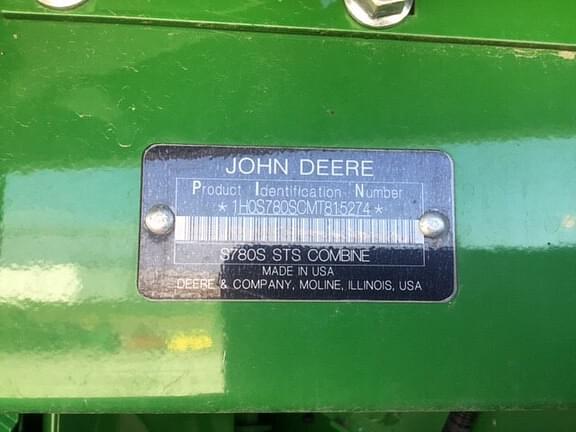 JOHN DEERE
Product Identification Number
*1H0S780SCMT815274*
S780S STS COMBINE
MADE IN USA
DEERE & COMPANY, MOLINE, ILLINOIS, USA